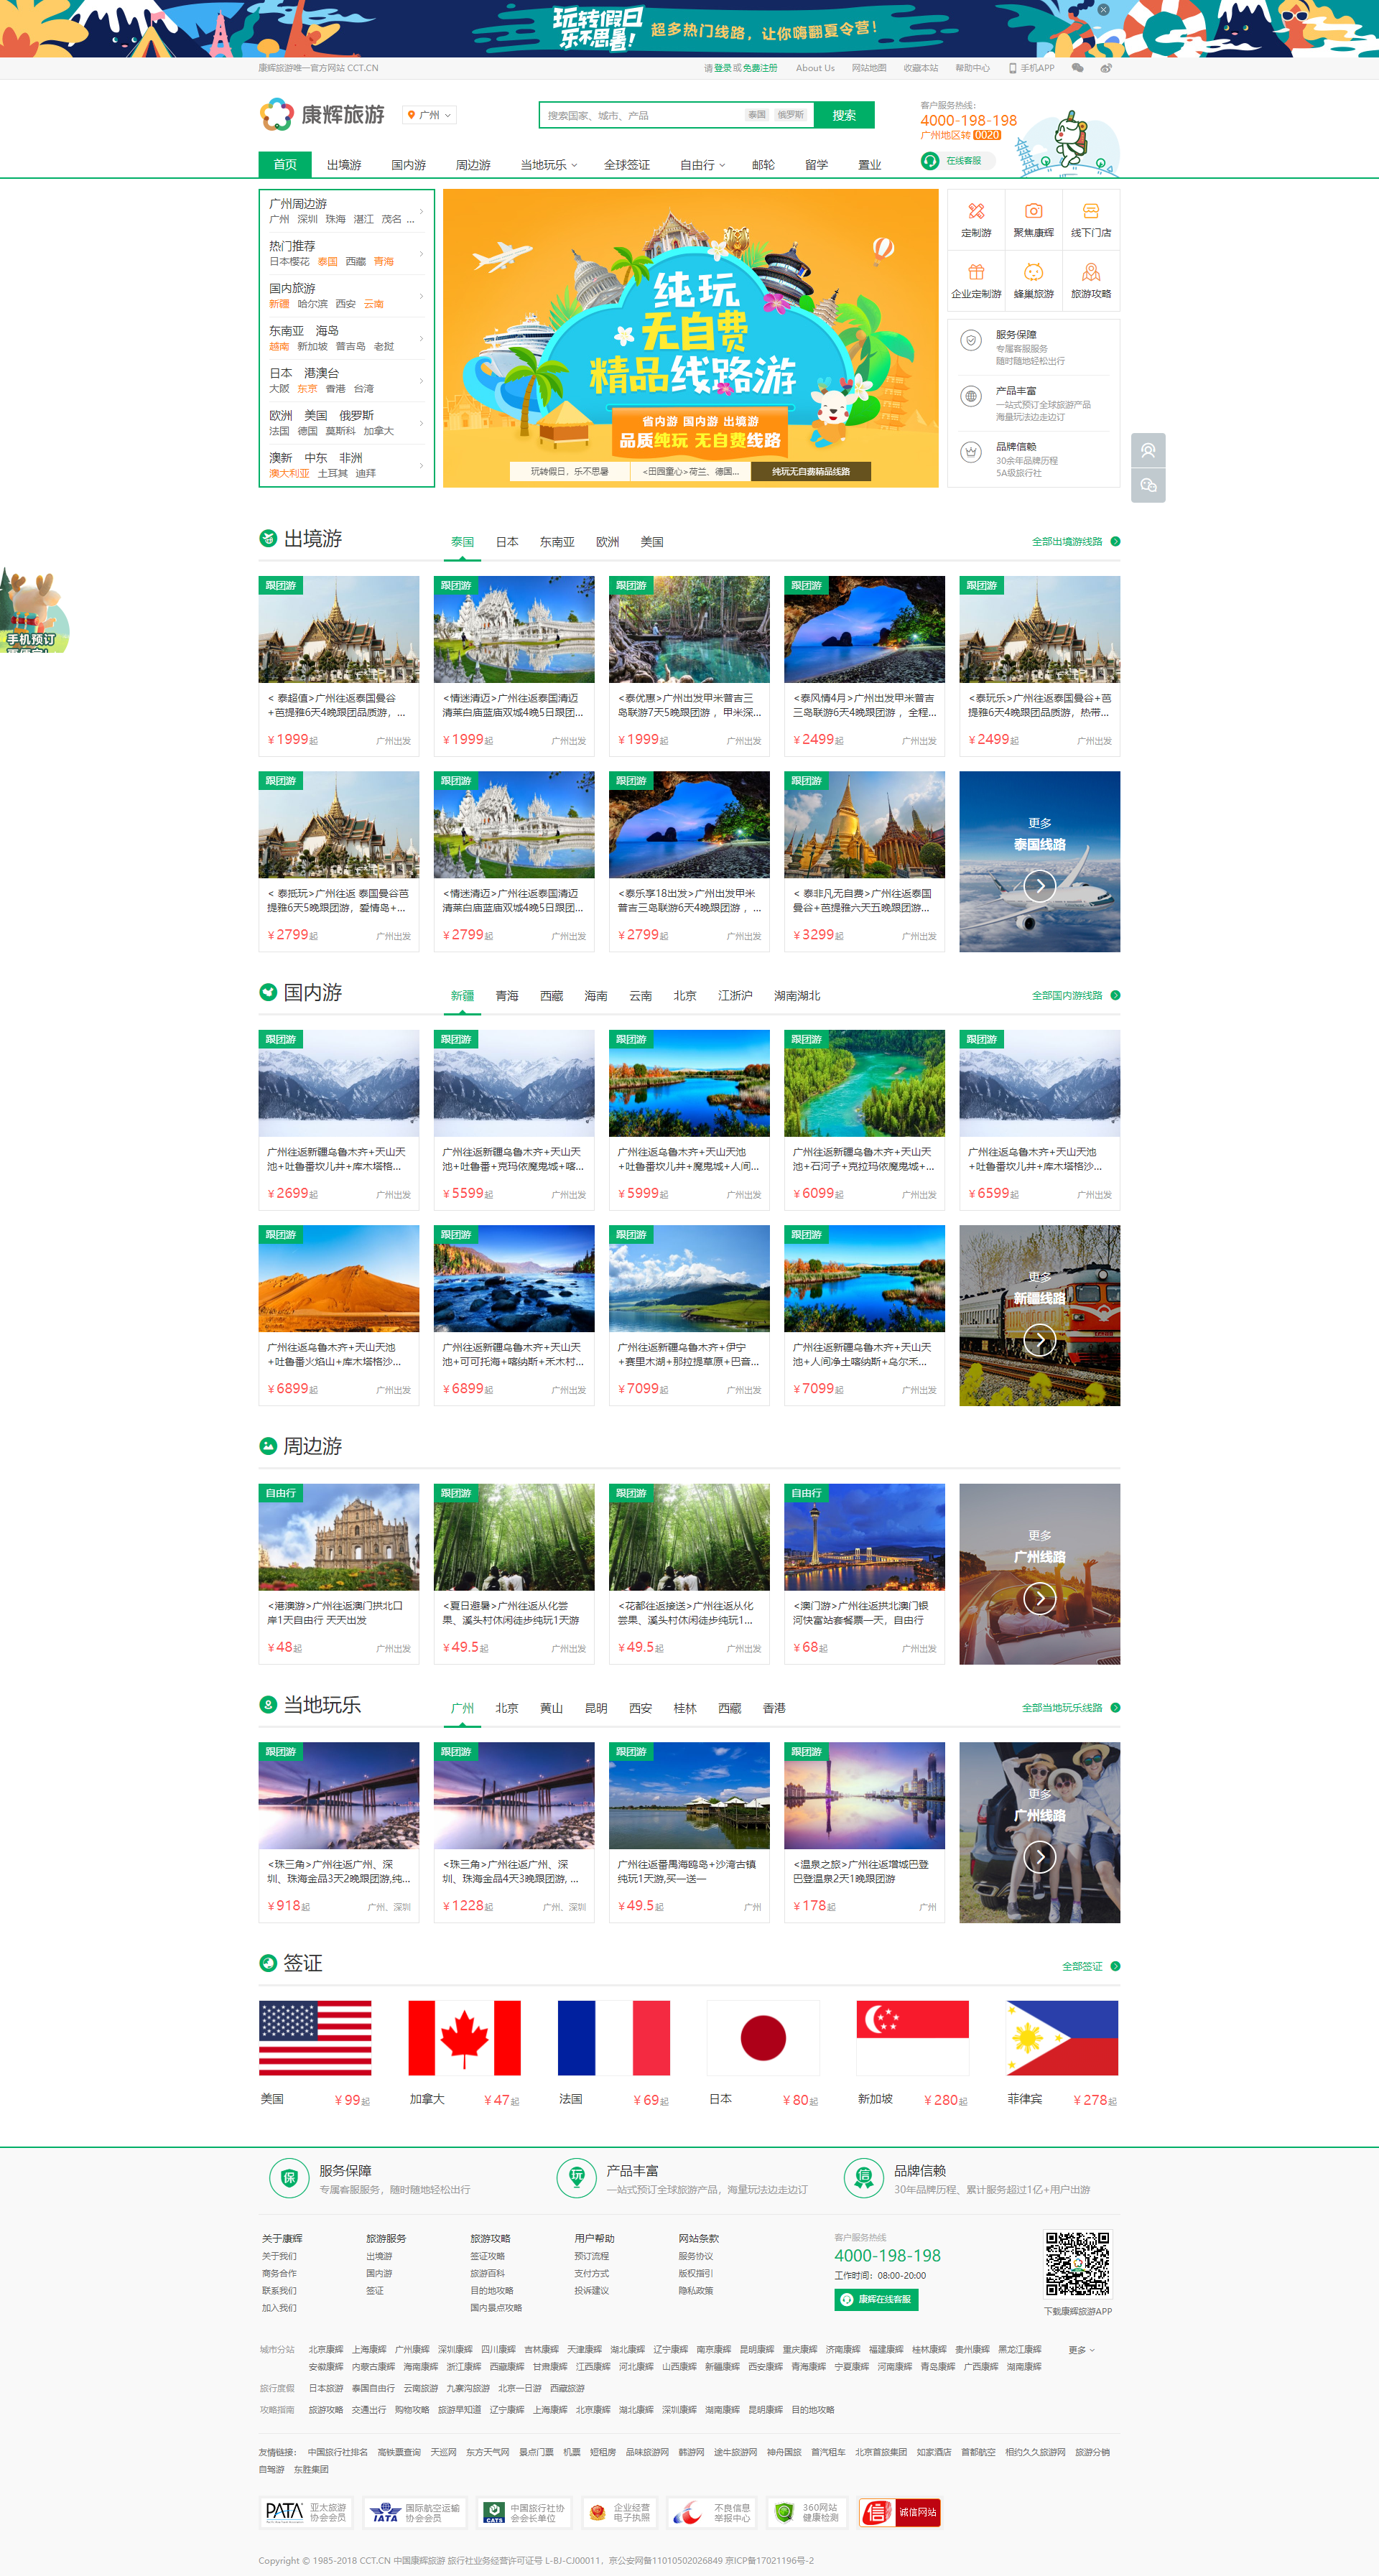 玩转假日
乐不思暑！
超多热门线路，让你嗨翻夏令营！
康辉旅游唯一官方网站 CCT.CN
请登录或免费注册 About Us 网站地图 收藏本站 帮助中心 手机APP
康辉旅游 广州
搜索国家、城市、产品 泰国 俄罗斯 搜索
客户服务热线：
4000-198-198
广州地区转 0020
在线客服
首页 出境游 国内游 周边游 当地玩乐 全球签证 自由行 邮轮 留学 置业
广州周边游
广州 深圳 珠海 湛江 茂名 ...
热门推荐
日本樱花 泰国 西藏 青海
国内旅游
新疆 哈尔滨 西安 云南
东南亚 海岛
越南 新加坡 普吉岛 老挝
日本 港澳台
大阪 东京 香港 台湾
欧洲 美国 俄罗斯
法国 德国 莫斯科 加拿大
澳新 中东 非洲
澳大利亚 土耳其 迪拜
纯玩
无自费
精品线路游
省内游 国内游 出境游
品质纯玩 无自费线路
玩转假日，乐不思暑 <田园童心>荷兰、德国... 纯玩无自费精品线路
定制游 聚焦康辉 线下门店
企业定制游 蜂巢旅游 旅游攻略
服务保障
专属客服服务
随时随地轻松出行
产品丰富
一站式预订全球旅游产品
海量玩法边走边订
品牌信赖
30余年品牌历程
5A级旅行社
手机预订
出境游 泰国 日本 东南亚 欧洲 美国 全部出境游线路
跟团游 跟团游 跟团游 跟团游 跟团游
< 泰超值>广州往返泰国曼谷+芭提雅6天4晚跟团品质游，...
¥1999起 广州出发
<情迷清迈>广州往返泰国清迈清莱白庙蓝庙双城4晚5日跟团...
¥1999起 广州出发
<泰优惠>广州出发甲米普吉三岛联游7天5晚跟团游 ，甲米深...
¥1999起 广州出发
<泰风情4月>广州出发甲米普吉三岛联游6天4晚跟团游 ，全程...
¥2499起 广州出发
<泰玩乐>广州往返泰国曼谷+芭提雅6天4晚跟团品质游，热带...
¥2499起 广州出发
跟团游 跟团游 跟团游 跟团游
< 泰抵玩>广州往返 泰国曼谷芭提雅6天5晚跟团游，爱情岛+...
¥2799起 广州出发
<情迷清迈>广州往返泰国清迈清莱白庙蓝庙双城4晚5日跟团...
¥2799起 广州出发
<泰乐享18出发>广州出发甲米普吉三岛联游6天4晚跟团游 ，...
¥2799起 广州出发
< 泰非凡无自费>广州往返泰国曼谷+芭提雅六天五晚跟团游...
¥3299起 广州出发
更多
泰国线路
国内游 新疆 青海 西藏 海南 云南 北京 江浙沪 湖南湖北 全部国内游线路
跟团游 跟团游 跟团游 跟团游 跟团游
广州往返新疆乌鲁木齐+天山天池+吐鲁番坎儿井+库木塔格...
¥2699起 广州出发
广州往返新疆乌鲁木齐+天山天池+吐鲁番+克玛依魔鬼城+喀...
¥5599起 广州出发
广州往返乌鲁木齐+天山天池+吐鲁番坎儿井+魔鬼城+人间...
¥5999起 广州出发
广州往返新疆乌鲁木齐+天山天池+石河子+克拉玛依魔鬼城+...
¥6099起 广州出发
广州往返乌鲁木齐+天山天池+吐鲁番坎儿井+库木塔格沙...
¥6599起 广州出发
跟团游 跟团游 跟团游 跟团游
广州往返乌鲁木齐+天山天池+吐鲁番火焰山+库木塔格沙...
¥6899起 广州出发
广州往返新疆乌鲁木齐+天山天池+可可托海+喀纳斯+禾木村...
¥6899起 广州出发
广州往返新疆乌鲁木齐+伊宁+赛里木湖+那拉提草原+巴音...
¥7099起 广州出发
广州往返新疆乌鲁木齐+天山天池+人间净土喀纳斯+乌尔禾...
¥7099起 广州出发
更多
新疆线路
周边游
自由行 跟团游 跟团游 自由行
<港澳游>广州往返澳门拱北口岸1天自由行 天天出发
¥48起 广州出发
<夏日避暑>广州往返从化尝果、溪头村休闲徒步纯玩1天游
¥49.5起 广州出发
<花都往返接送>广州往返从化尝果、溪头村休闲徒步纯玩1...
¥49.5起 广州出发
<澳门游>广州往返拱北澳门银河快富站套餐票一天，自由行
¥68起 广州出发
更多
广州线路
当地玩乐 广州 北京 黄山 昆明 西安 桂林 西藏 香港 全部当地玩乐线路
跟团游 跟团游 跟团游 跟团游
<珠三角>广州往返广州、深圳、珠海金品3天2晚跟团游,纯...
¥918起 广州、深圳
<珠三角>广州往返广州、深圳、珠海金品4天3晚跟团游, ...
¥1228起 广州、深圳
广州往返番禺海鸥岛+沙湾古镇纯玩1天游,买一送一
¥49.5起 广州
<温泉之旅>广州往返增城巴登巴登温泉2天1晚跟团游
¥178起 广州
更多
广州线路
签证 全部签证
美国 ¥99起 加拿大 ¥47起 法国 ¥69起 日本 ¥80起 新加坡 ¥280起 菲律宾 ¥278起
保 服务保障
专属客服服务，随时随地轻松出行
玩 产品丰富
一站式预订全球旅游产品，海量玩法边走边订
信 品牌信赖
30年品牌历程、累计服务超过1亿+用户出游
关于康辉 旅游服务 旅游攻略 用户帮助 网站条款
关于我们 出境游 签证攻略 预订流程 服务协议
商务合作 国内游 旅游百科 支付方式 版权指引
联系我们 签证 目的地攻略 投诉建议 隐私政策
加入我们 国内景点攻略
客户服务热线
4000-198-198
工作时间：08:00-20:00
康辉在线客服
下载康辉旅游APP
城市分站 北京康辉 上海康辉 广州康辉 深圳康辉 四川康辉 吉林康辉 天津康辉 湖北康辉 辽宁康辉 南京康辉 昆明康辉 重庆康辉 济南康辉 福建康辉 桂林康辉 贵州康辉 黑龙江康辉 更多
安徽康辉 内蒙古康辉 海南康辉 浙江康辉 西藏康辉 甘肃康辉 江西康辉 河北康辉 山西康辉 新疆康辉 西安康辉 青海康辉 宁夏康辉 河南康辉 青岛康辉 广西康辉 湖南康辉
旅行度假 日本旅游 泰国自由行 云南旅游 九寨沟旅游 北京一日游 西藏旅游
攻略指南 旅游攻略 交通出行 购物攻略 旅游早知道 辽宁康辉 上海康辉 北京康辉 湖北康辉 深圳康辉 湖南康辉 昆明康辉 目的地攻略
友情链接： 中国旅行社排名 高铁票查询 天巡网 东方天气网 景点门票 机票 短租房 品味旅游网 韩游网 途牛旅游网 神舟国旅 首汽租车 北京首旅集团 如家酒店 首都航空 相约久久旅游网 旅游分销
自驾游 东胜集团
PATA 亚太旅游协会会员
IATA 国际航空运输协会会员
CATS 中国旅行社协会会长单位
企业经营电子执照
不良信息举报中心
360网站健康检测
信 诚信网站
Copyright © 1985-2018 CCT.CN 中国康辉旅游 旅行社业务经营许可证号 L-BJ-CJ00011，京公安网备11010502026849 京ICP备17021196号-2